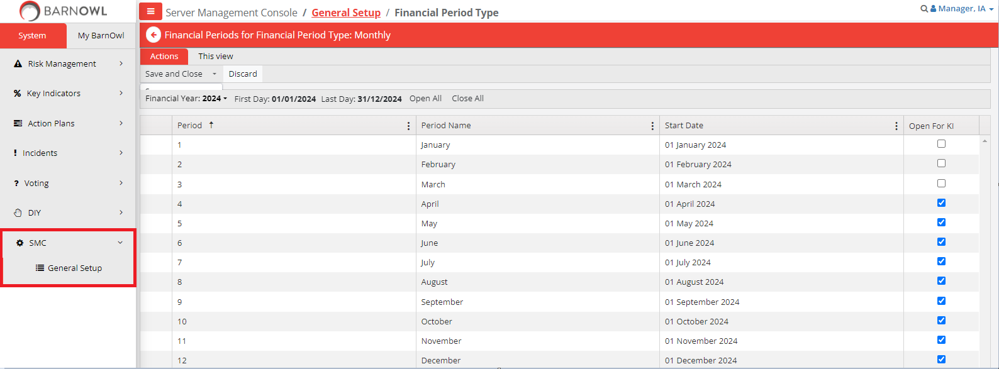 BARNOWL
Server Management Console / General Setup / Financial Period Type
Manager, IA
System My BarnOwl
Financial Periods for Financial Period Type: Monthly
Actions This view
Save and Close Discard
Financial Year: 2024 First Day: 01/01/2024 Last Day: 31/12/2024 Open All Close All
Risk Management
Key Indicators
Action Plans
Incidents
Voting
DIY
SMC
General Setup
Period Period Name Start Date Open For KI
1 January 01 January 2024
2 February 01 February 2024
3 March 01 March 2024
4 April 01 April 2024
5 May 01 May 2024
6 June 01 June 2024
7 July 01 July 2024
8 August 01 August 2024
9 September 01 September 2024
10 October 01 October 2024
11 November 01 November 2024
12 December 01 December 2024